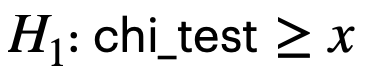 H₁: chi_test ≥ x